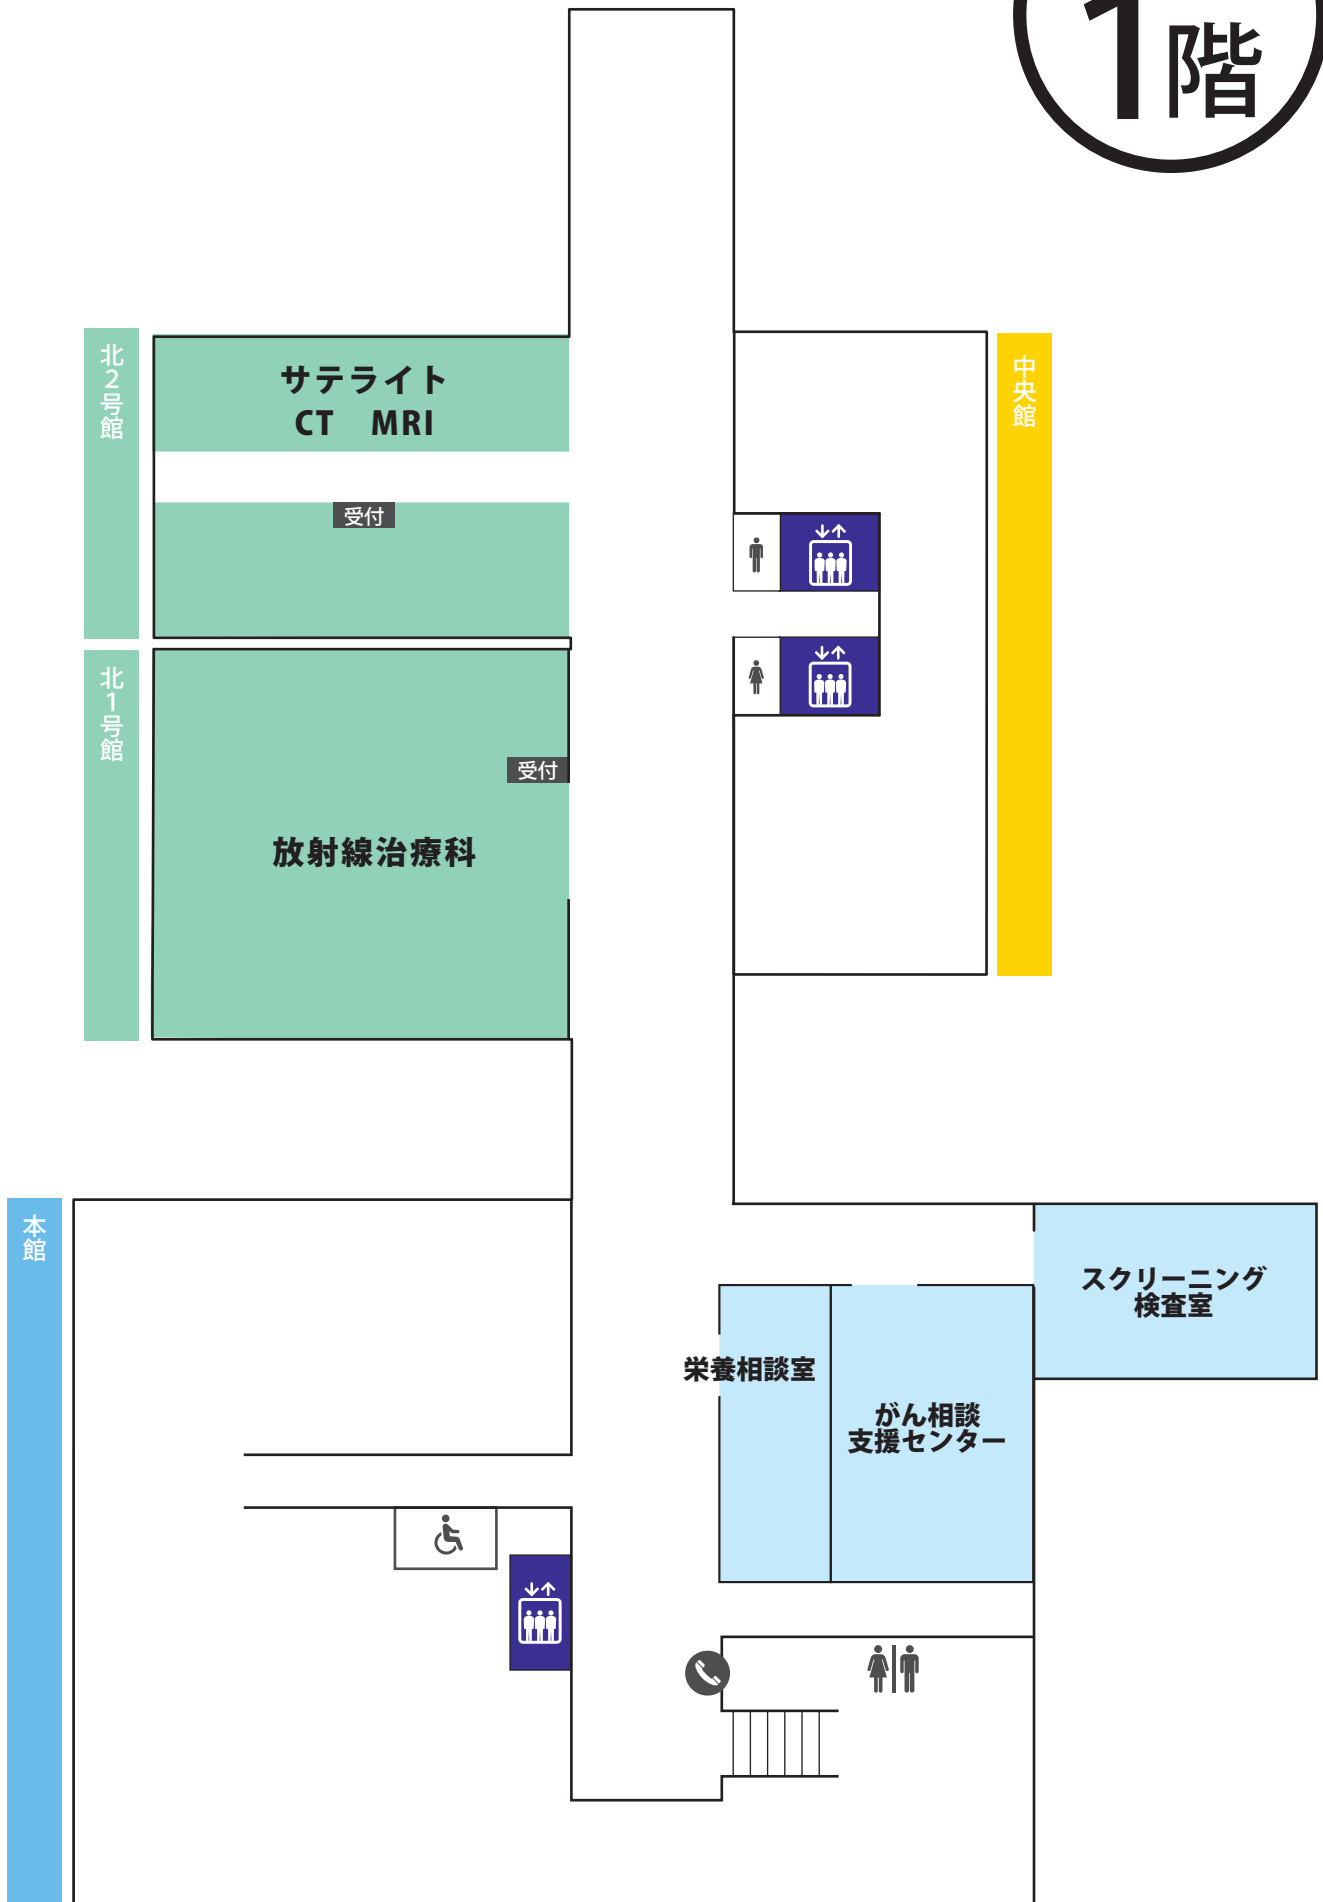 1階
北2号館
サテライト
CT MRI
中央館
受付
北1号館
受付
放射線治療科
本館
スクリーニング
検査室
栄養相談室
がん相談
支援センター